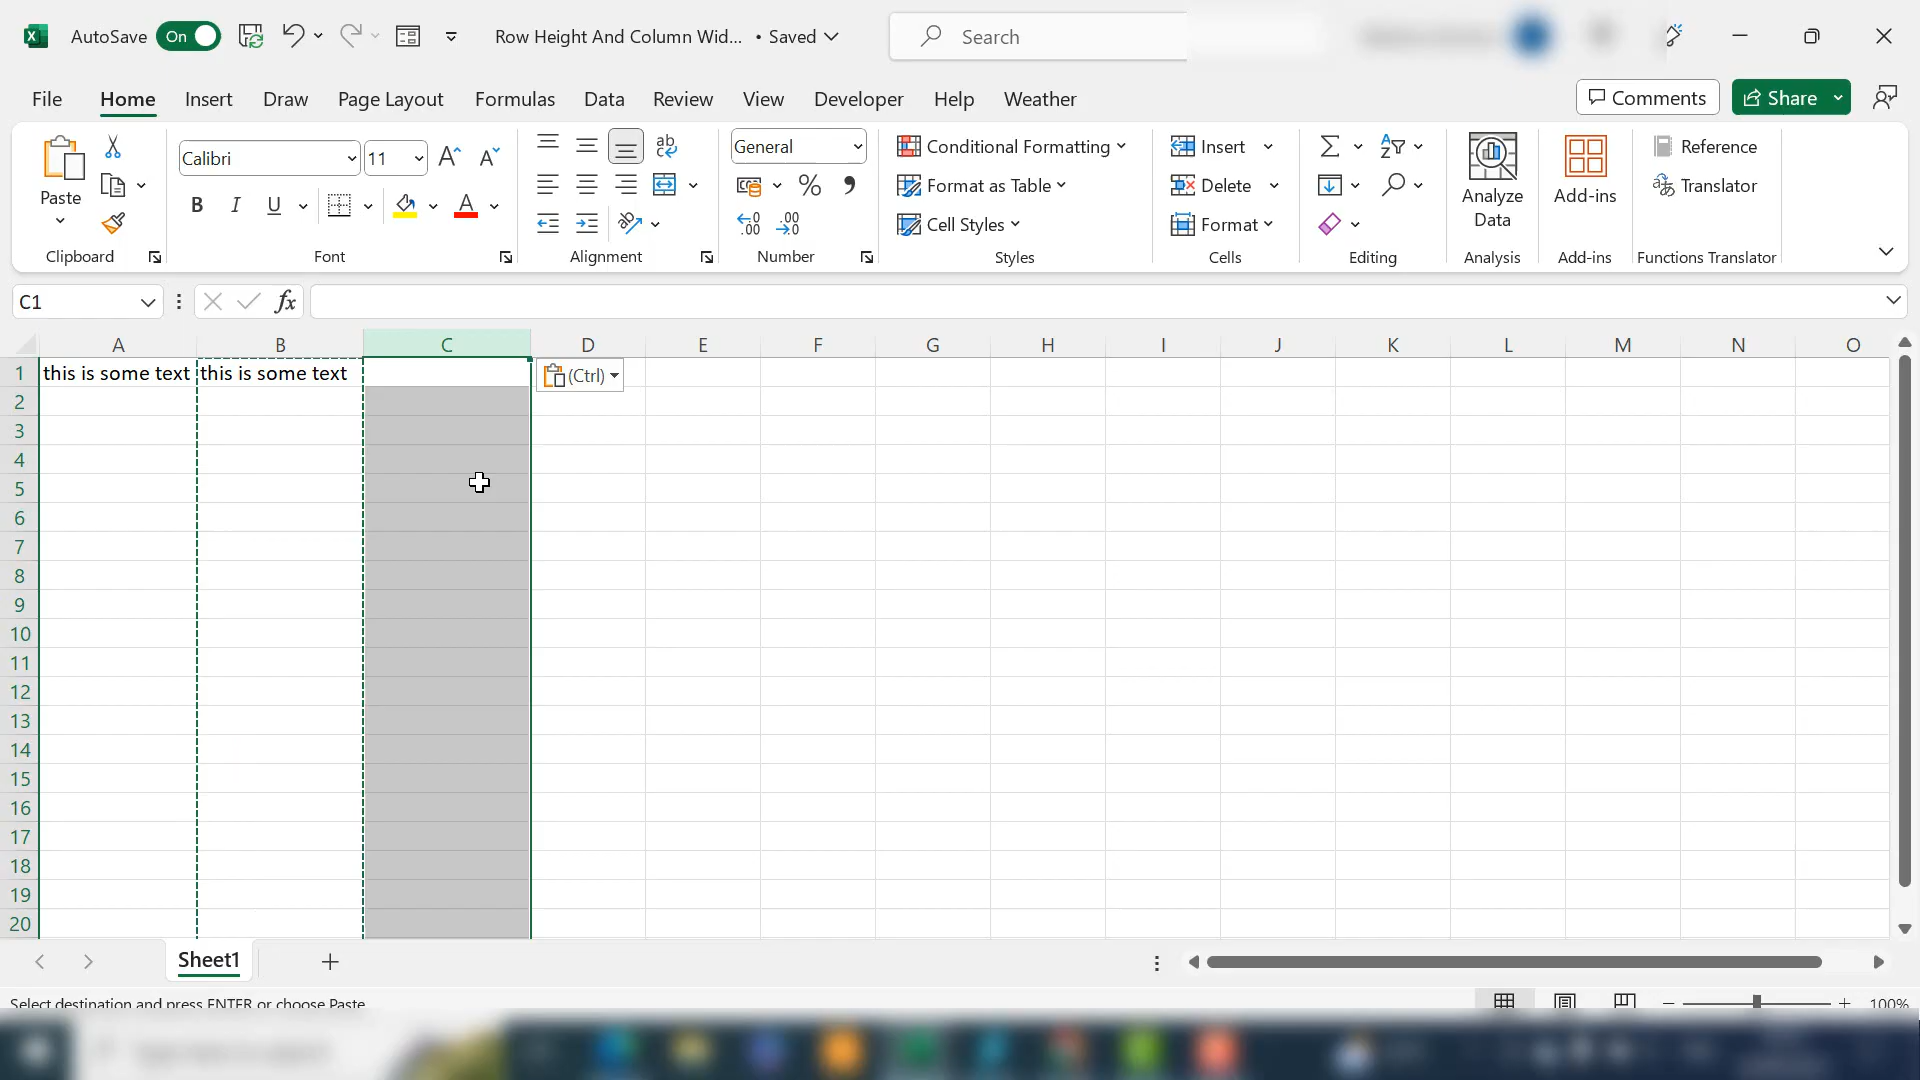 AutoSave On Row Height And Column Wid... • Saved Search
File Home Insert Draw Page Layout Formulas Data Review View Developer Help Weather Comments Share
Paste Calibri 11 General Conditional Formatting Insert Reference
Format as Table Delete Translator
B I U Cell Styles Format Analyze Data Add-ins
Clipboard Font Alignment Number Styles Cells Editing Analysis Add-ins Functions Translator
C1 fx
A B C D E F G H I J K L M N O
1 this is some text this is some text (Ctrl)
2
3
4
5
6
7
8
9
10
11
12
13
14
15
16
17
18
19
20
Sheet1
Select destination and press ENTER or choose Paste 100%